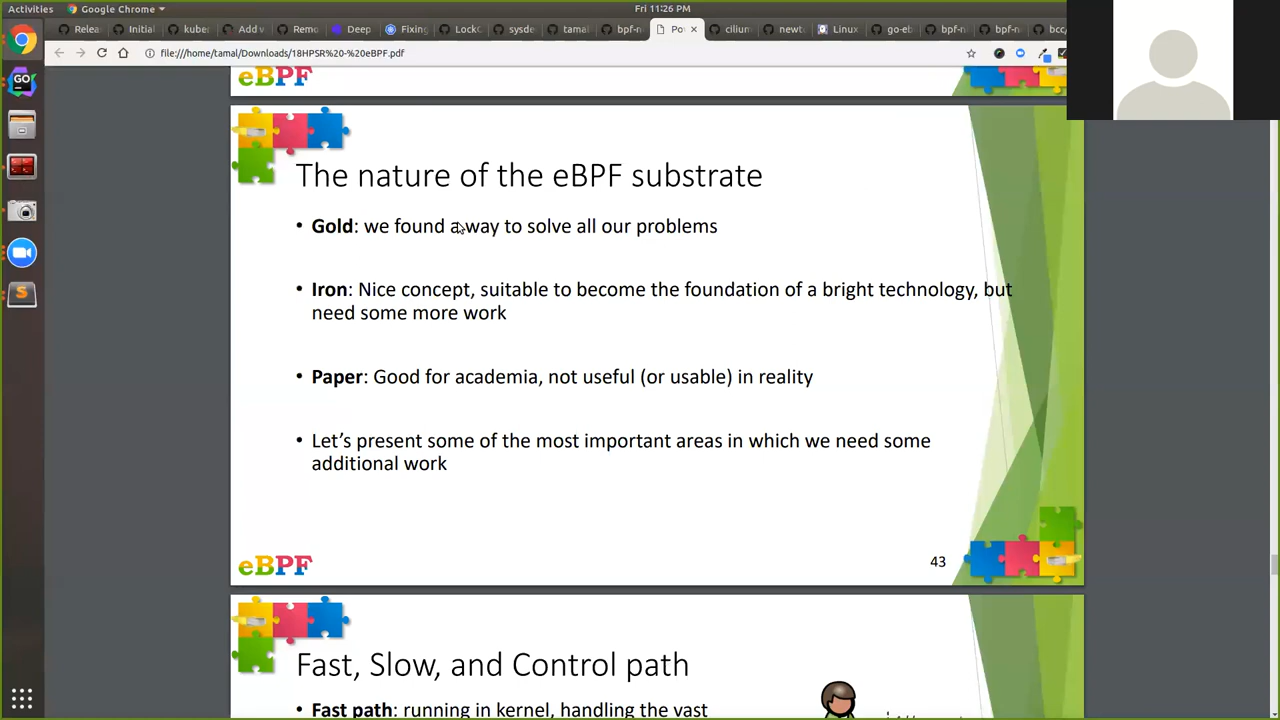 Activities
Google Chrome
Fri 11:26 PM
Relea
Initial
kuber
Add v
Remo
Deep
Fixing
LockC
sysde
tamal
bpf-n
Po
cilium
newt
Linux
go-eb
bpf-n
bpf-n
bcc/
file:///home/tamal/Downloads/18HPSR%20-%20eBPF.pdf
eBPF
The nature of the eBPF substrate
• Gold: we found a way to solve all our problems
• Iron: Nice concept, suitable to become the foundation of a bright technology, but
need some more work
• Paper: Good for academia, not useful (or usable) in reality
• Let's present some of the most important areas in which we need some
additional work
eBPF
43
Fast, Slow, and Control path
• Fast path: running in kernel, handling the vast